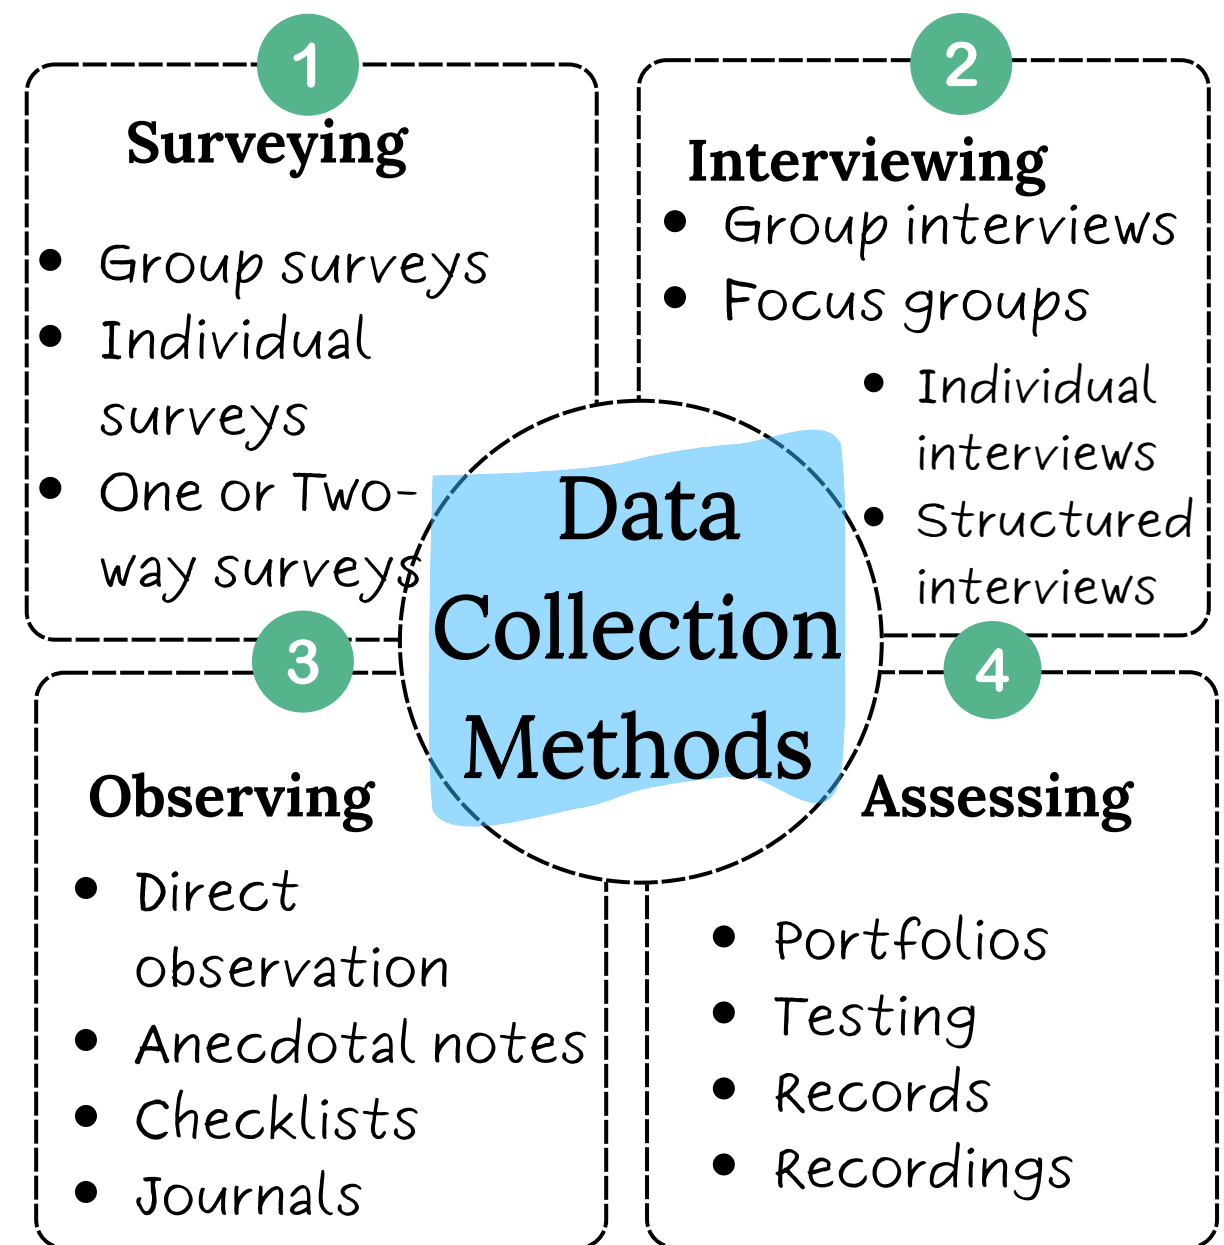 1
Surveying
Group surveys
Individual
surveys
One or Two-
way surveys
2
Interviewing
Group interviews
Focus groups
Individual
interviews
Structured
interviews
Data
Collection
Methods
3
Observing
Direct
observation
Anecdotal notes
Checklists
Journals
4
Assessing
Portfolios
Testing
Records
Recordings